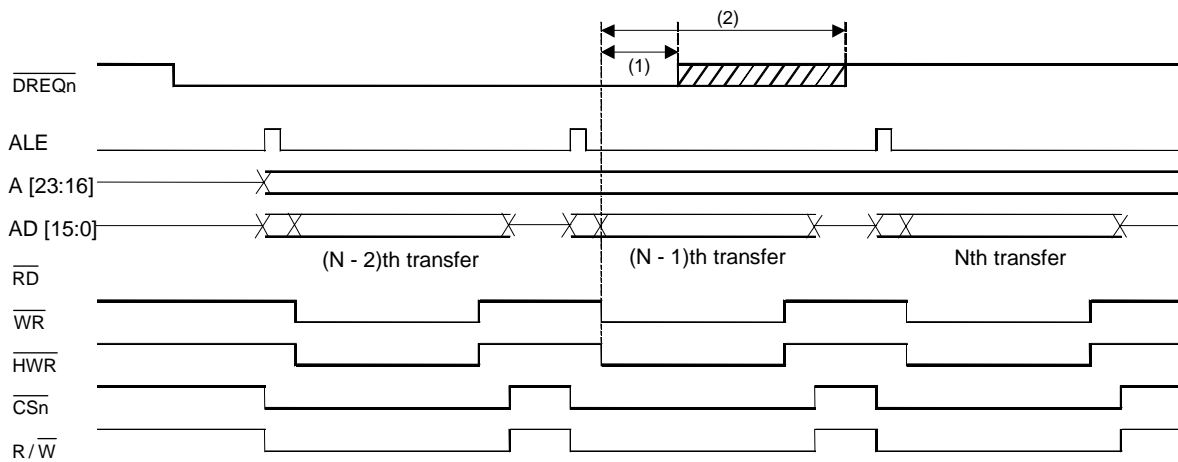 (2)
(1)
DREQn
ALE
A [23:16]
AD [15:0]
(N - 2)th transfer (N - 1)th transfer Nth transfer
RD
WR
HWR
CSn
R / W